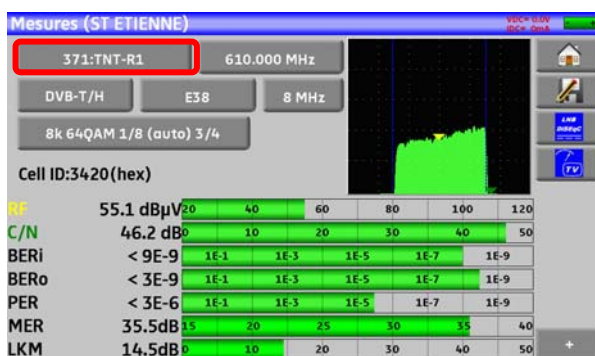 Mesures (ST ETIENNE)
VDC= 0.0V
IDC= 0mA
371:TNT-R1
610.000 MHz
DVB-T/H
E38
8 MHz
8k 64QAM 1/8 (auto) 3/4
LNB
DiSEqC
TV
Cell ID:3420(hex)
RF 55.1 dBµV 20 40 60 80 100 120
C/N 46.2 dB 0 10 20 30 40 50
BERi < 9E-9 1E-1 1E-3 1E-5 1E-7 1E-9
BERo < 3E-9 1E-1 1E-3 1E-5 1E-7 1E-9
PER < 3E-6 1E-1 1E-3 1E-5 1E-7 1E-9
MER 35.5dB 15 20 25 30 35 40
LKM 14.5dB 0 10 20 30 40 50
+